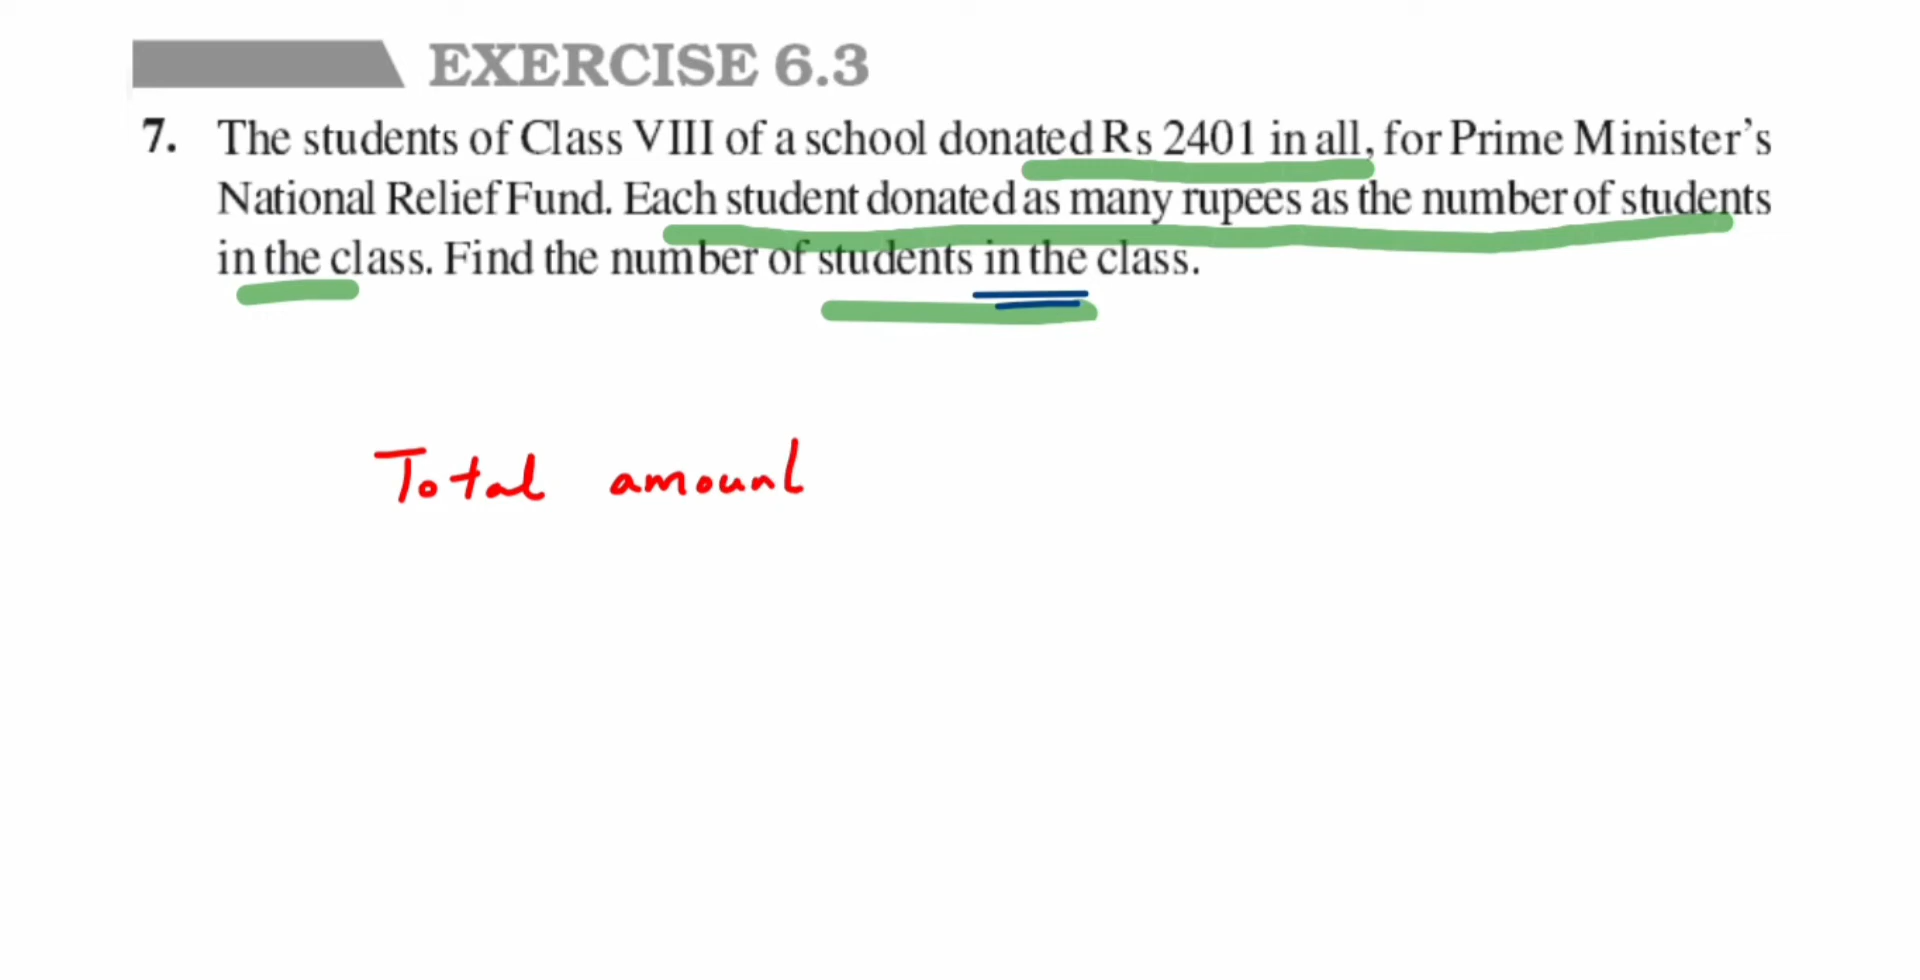 EXERCISE 6.3
7. The students of Class VIII of a school donated Rs 2401 in all, for Prime Minister’s
National Relief Fund. Each student donated as many rupees as the number of students
in the class. Find the number of students in the class.
Total amount